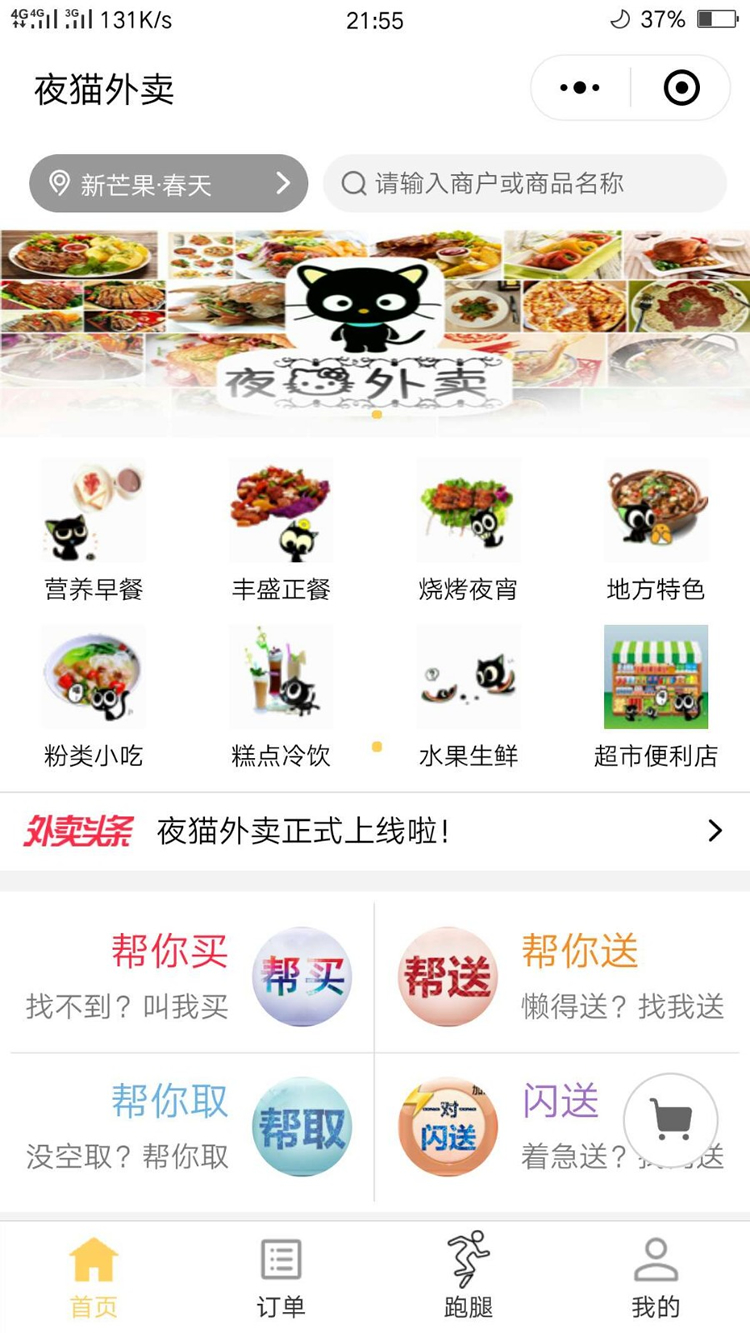 4G 4G 3G 131K/s 21:55 37%
夜猫外卖
新芒果·春天 请输入商户或商品名称
夜外卖
营养早餐 丰盛正餐 烧烤夜宵 地方特色
粉类小吃 糕点冷饮 水果生鲜 超市便利店
外卖头条 夜猫外卖正式上线啦!
帮你买 帮买 帮送 帮你送
找不到?叫我买 懒得送?找我送
帮你取 帮取 对 闪送 闪送
没空取?帮你取 着急送? 送
首页 订单 跑腿 我的